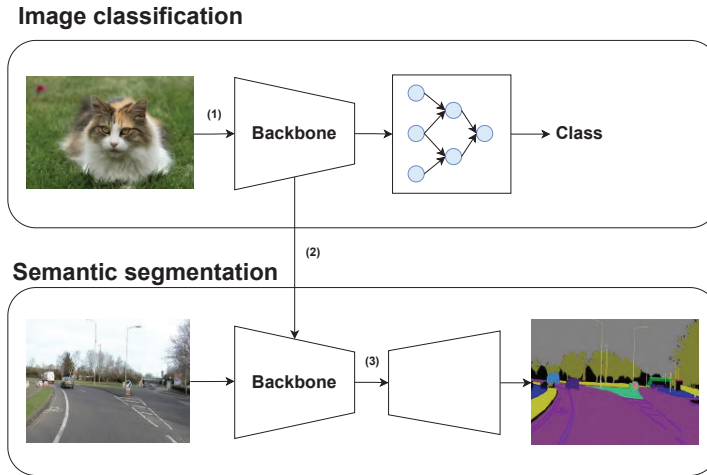 Image classification
(1)
Backbone
Class
(2)
Semantic segmentation
Backbone
(3)